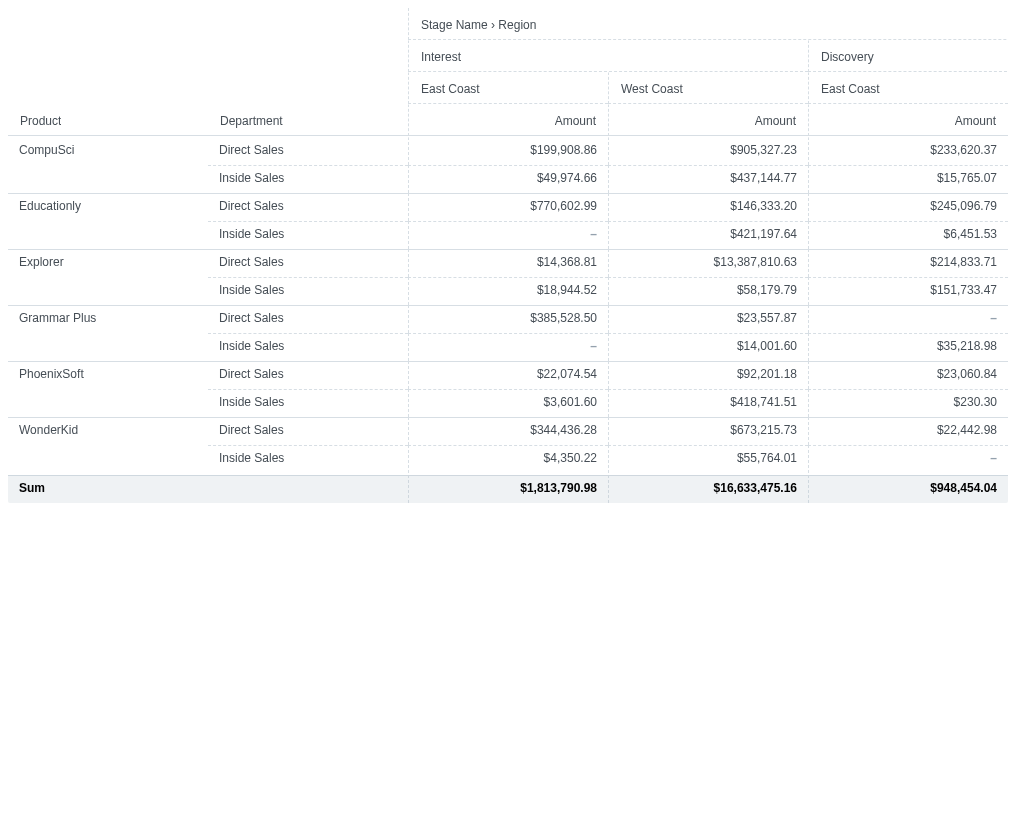 Stage Name › Region
Interest Discovery
East Coast West Coast East Coast
Product Department Amount Amount Amount
CompuSci Direct Sales $199,908.86 $905,327.23 $233,620.37
Inside Sales $49,974.66 $437,144.77 $15,765.07
Educationly Direct Sales $770,602.99 $146,333.20 $245,096.79
Inside Sales – $421,197.64 $6,451.53
Explorer Direct Sales $14,368.81 $13,387,810.63 $214,833.71
Inside Sales $18,944.52 $58,179.79 $151,733.47
Grammar Plus Direct Sales $385,528.50 $23,557.87 –
Inside Sales – $14,001.60 $35,218.98
PhoenixSoft Direct Sales $22,074.54 $92,201.18 $23,060.84
Inside Sales $3,601.60 $418,741.51 $230.30
WonderKid Direct Sales $344,436.28 $673,215.73 $22,442.98
Inside Sales $4,350.22 $55,764.01 –
Sum $1,813,790.98 $16,633,475.16 $948,454.04